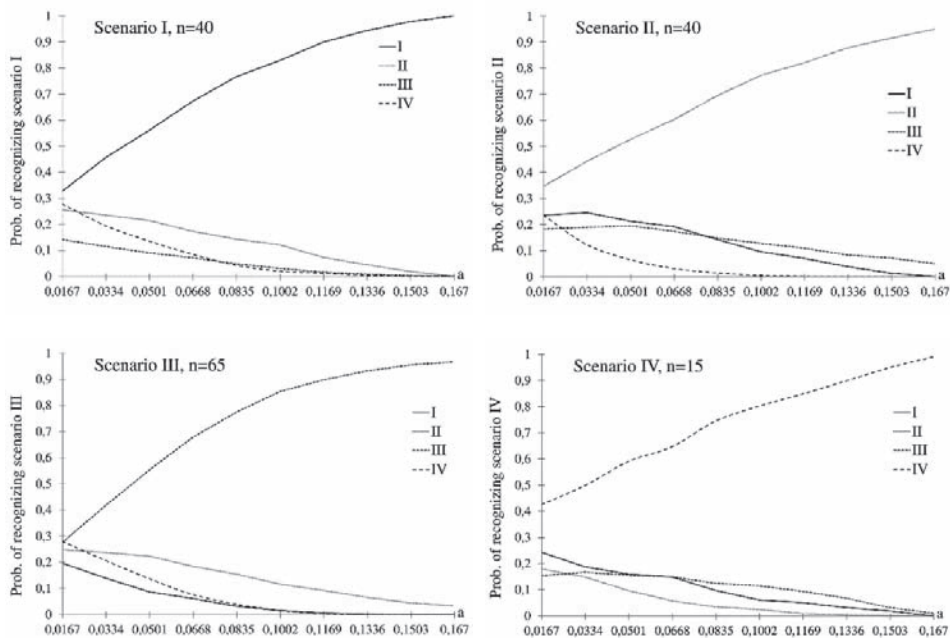 Scenario I, n=40
Prob. of recognizing scenario I
1
0,9
0,8
0,7
0,6
0,5
0,4
0,3
0,2
0,1
0
I
II
III
IV
a
0,0167 0,0334 0,0501 0,0668 0,0835 0,1002 0,1169 0,1336 0,1503 0,167
Scenario II, n=40
Prob. of recognizing scenario II
1
0,9
0,8
0,7
0,6
0,5
0,4
0,3
0,2
0,1
0
I
II
III
IV
a
0,0167 0,0334 0,0501 0,0668 0,0835 0,1002 0,1169 0,1336 0,1503 0,167
Scenario III, n=65
Prob. of recognizing scenario III
1
0,9
0,8
0,7
0,6
0,5
0,4
0,3
0,2
0,1
0
I
II
III
IV
a
0,0167 0,0334 0,0501 0,0668 0,0835 0,1002 0,1169 0,1336 0,1503 0,167
Scenario IV, n=15
Prob. of recognizing scenario IV
1
0,9
0,8
0,7
0,6
0,5
0,4
0,3
0,2
0,1
0
I
II
III
IV
a
0,0167 0,0334 0,0501 0,0668 0,0835 0,1002 0,1169 0,1336 0,1503 0,167